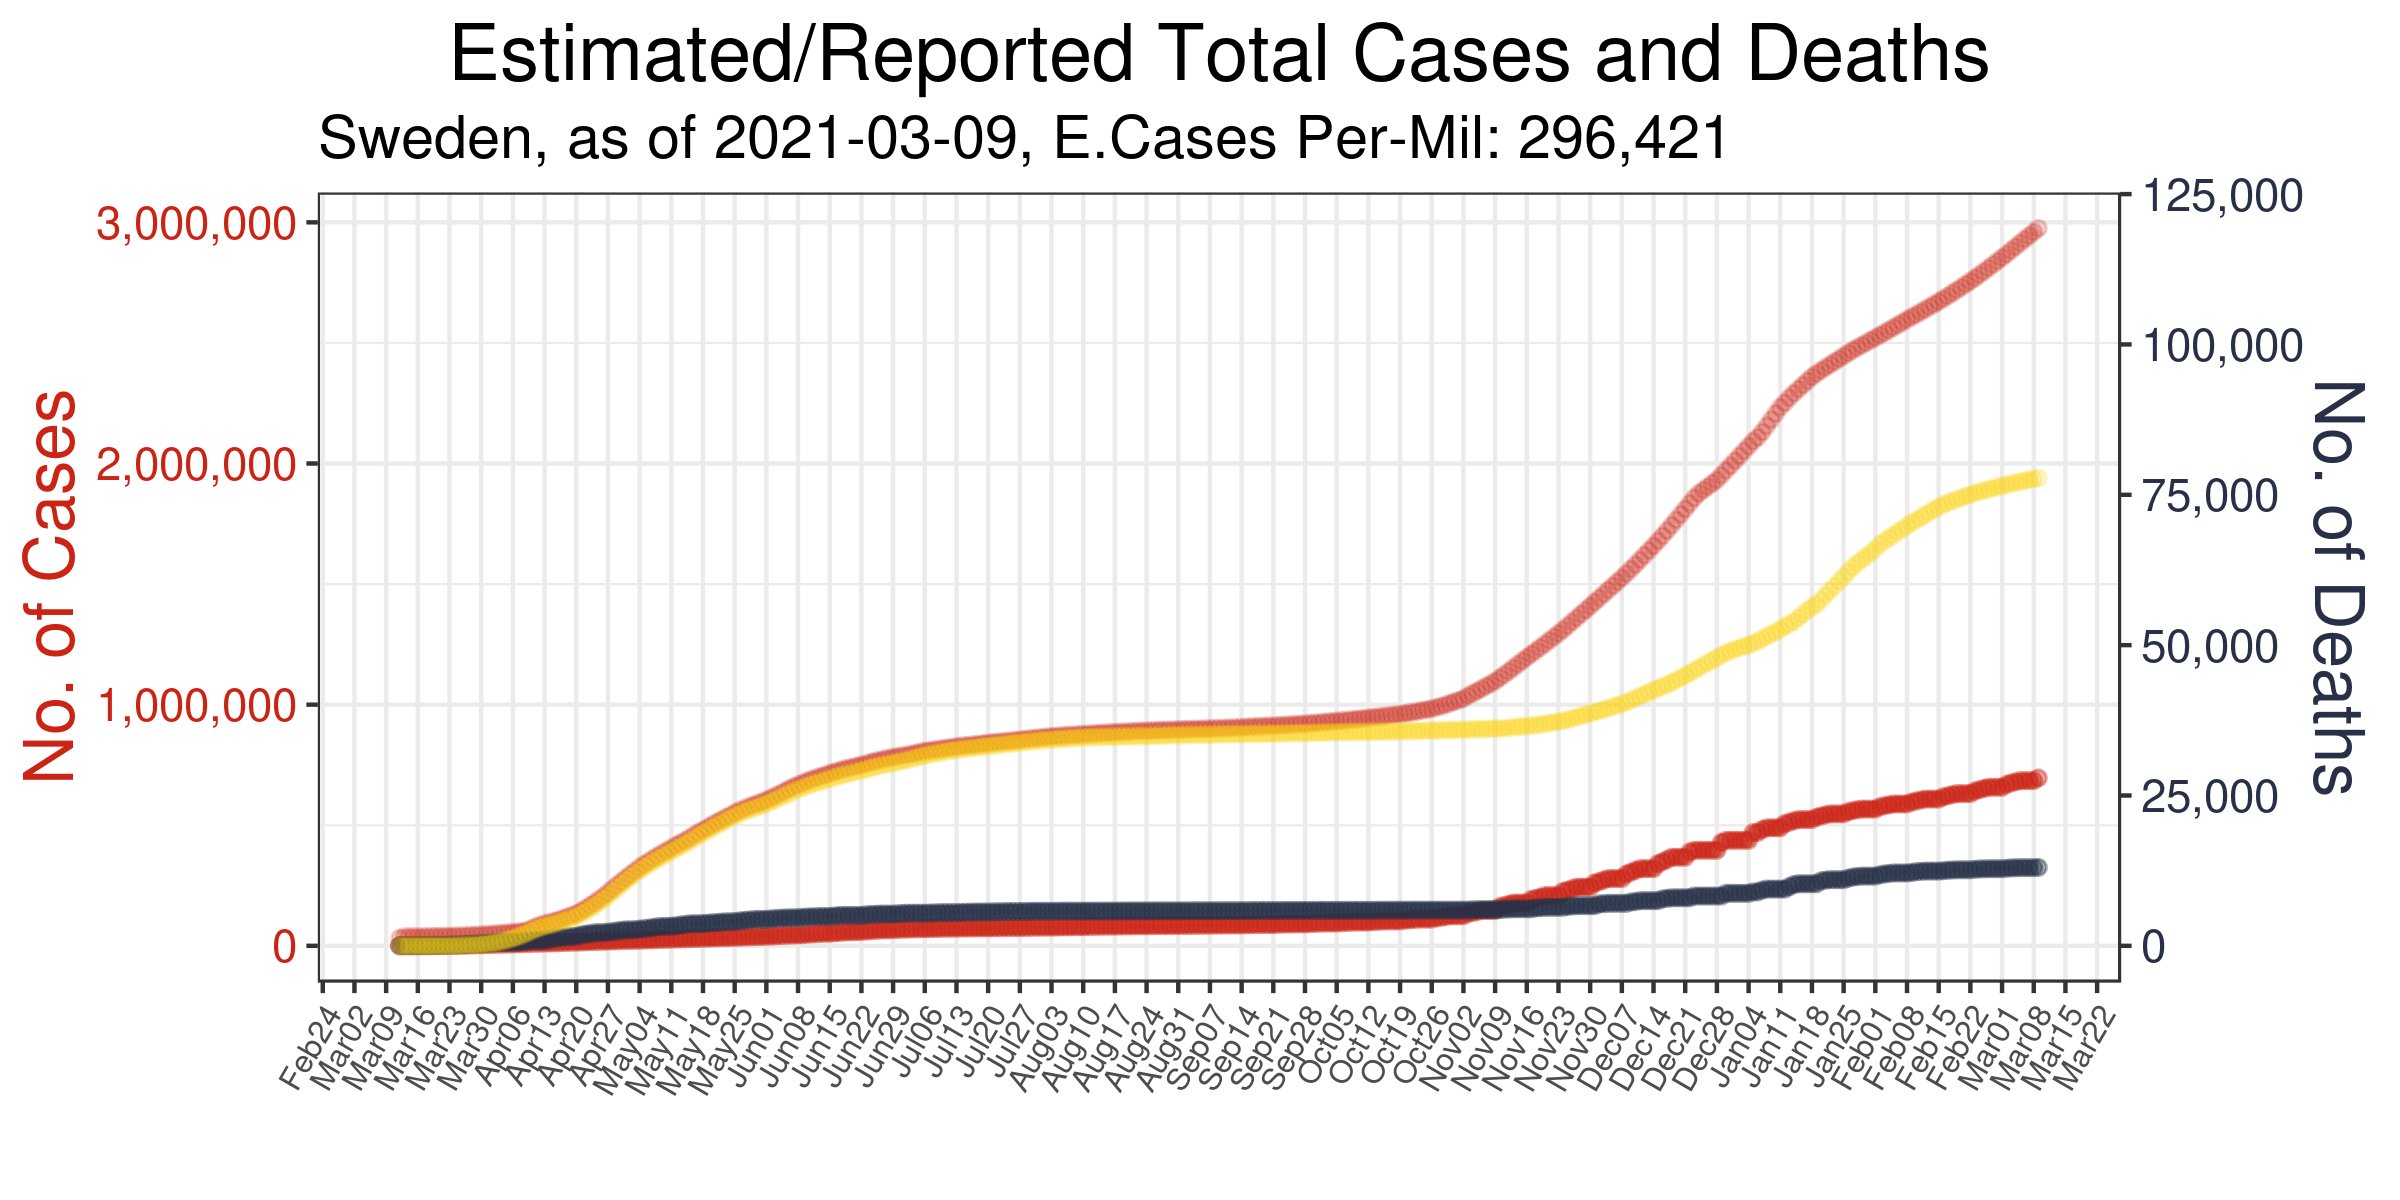 Estimated/Reported Total Cases and Deaths
Sweden, as of 2021-03-09, E.Cases Per-Mil: 296,421
No. of Cases
3,000,000
2,000,000
1,000,000
0
125,000
100,000
75,000
50,000
25,000
0
No. of Deaths
Feb24
Mar02
Mar09
Mar16
Mar23
Mar30
Apr06
Apr13
Apr20
Apr27
May04
May11
May18
May25
Jun01
Jun08
Jun15
Jun22
Jun29
Jul06
Jul13
Jul20
Jul27
Aug03
Aug10
Aug17
Aug24
Aug31
Sep07
Sep14
Sep21
Sep28
Oct05
Oct12
Oct19
Oct26
Nov02
Nov09
Nov16
Nov23
Nov30
Dec07
Dec14
Dec21
Dec28
Jan04
Jan11
Jan18
Jan25
Feb01
Feb08
Feb15
Feb22
Mar01
Mar08
Mar15
Mar22